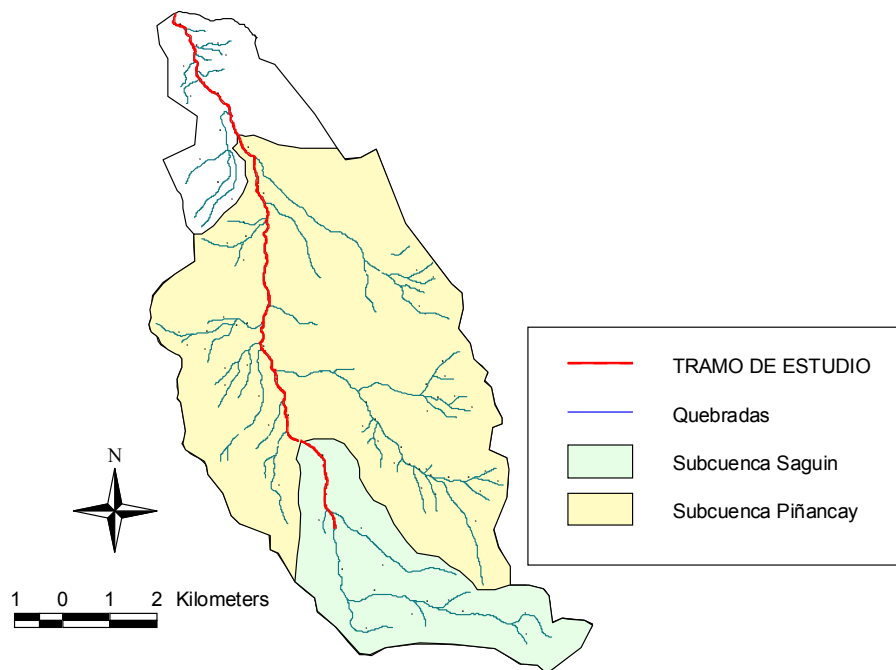 TRAMO DE ESTUDIO
Quebradas
Subcuenca Saguin
Subcuenca Piñancay
N
1 0 1 2 Kilometers